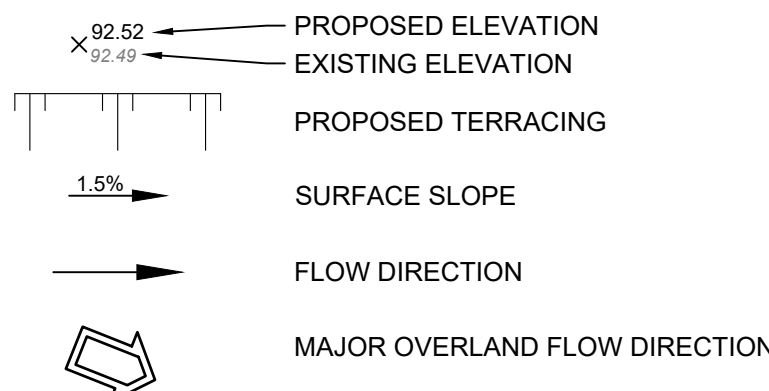 92.52 PROPOSED ELEVATION
92.49 EXISTING ELEVATION
PROPOSED TERRACING
1.5% SURFACE SLOPE
FLOW DIRECTION
MAJOR OVERLAND FLOW DIRECTION